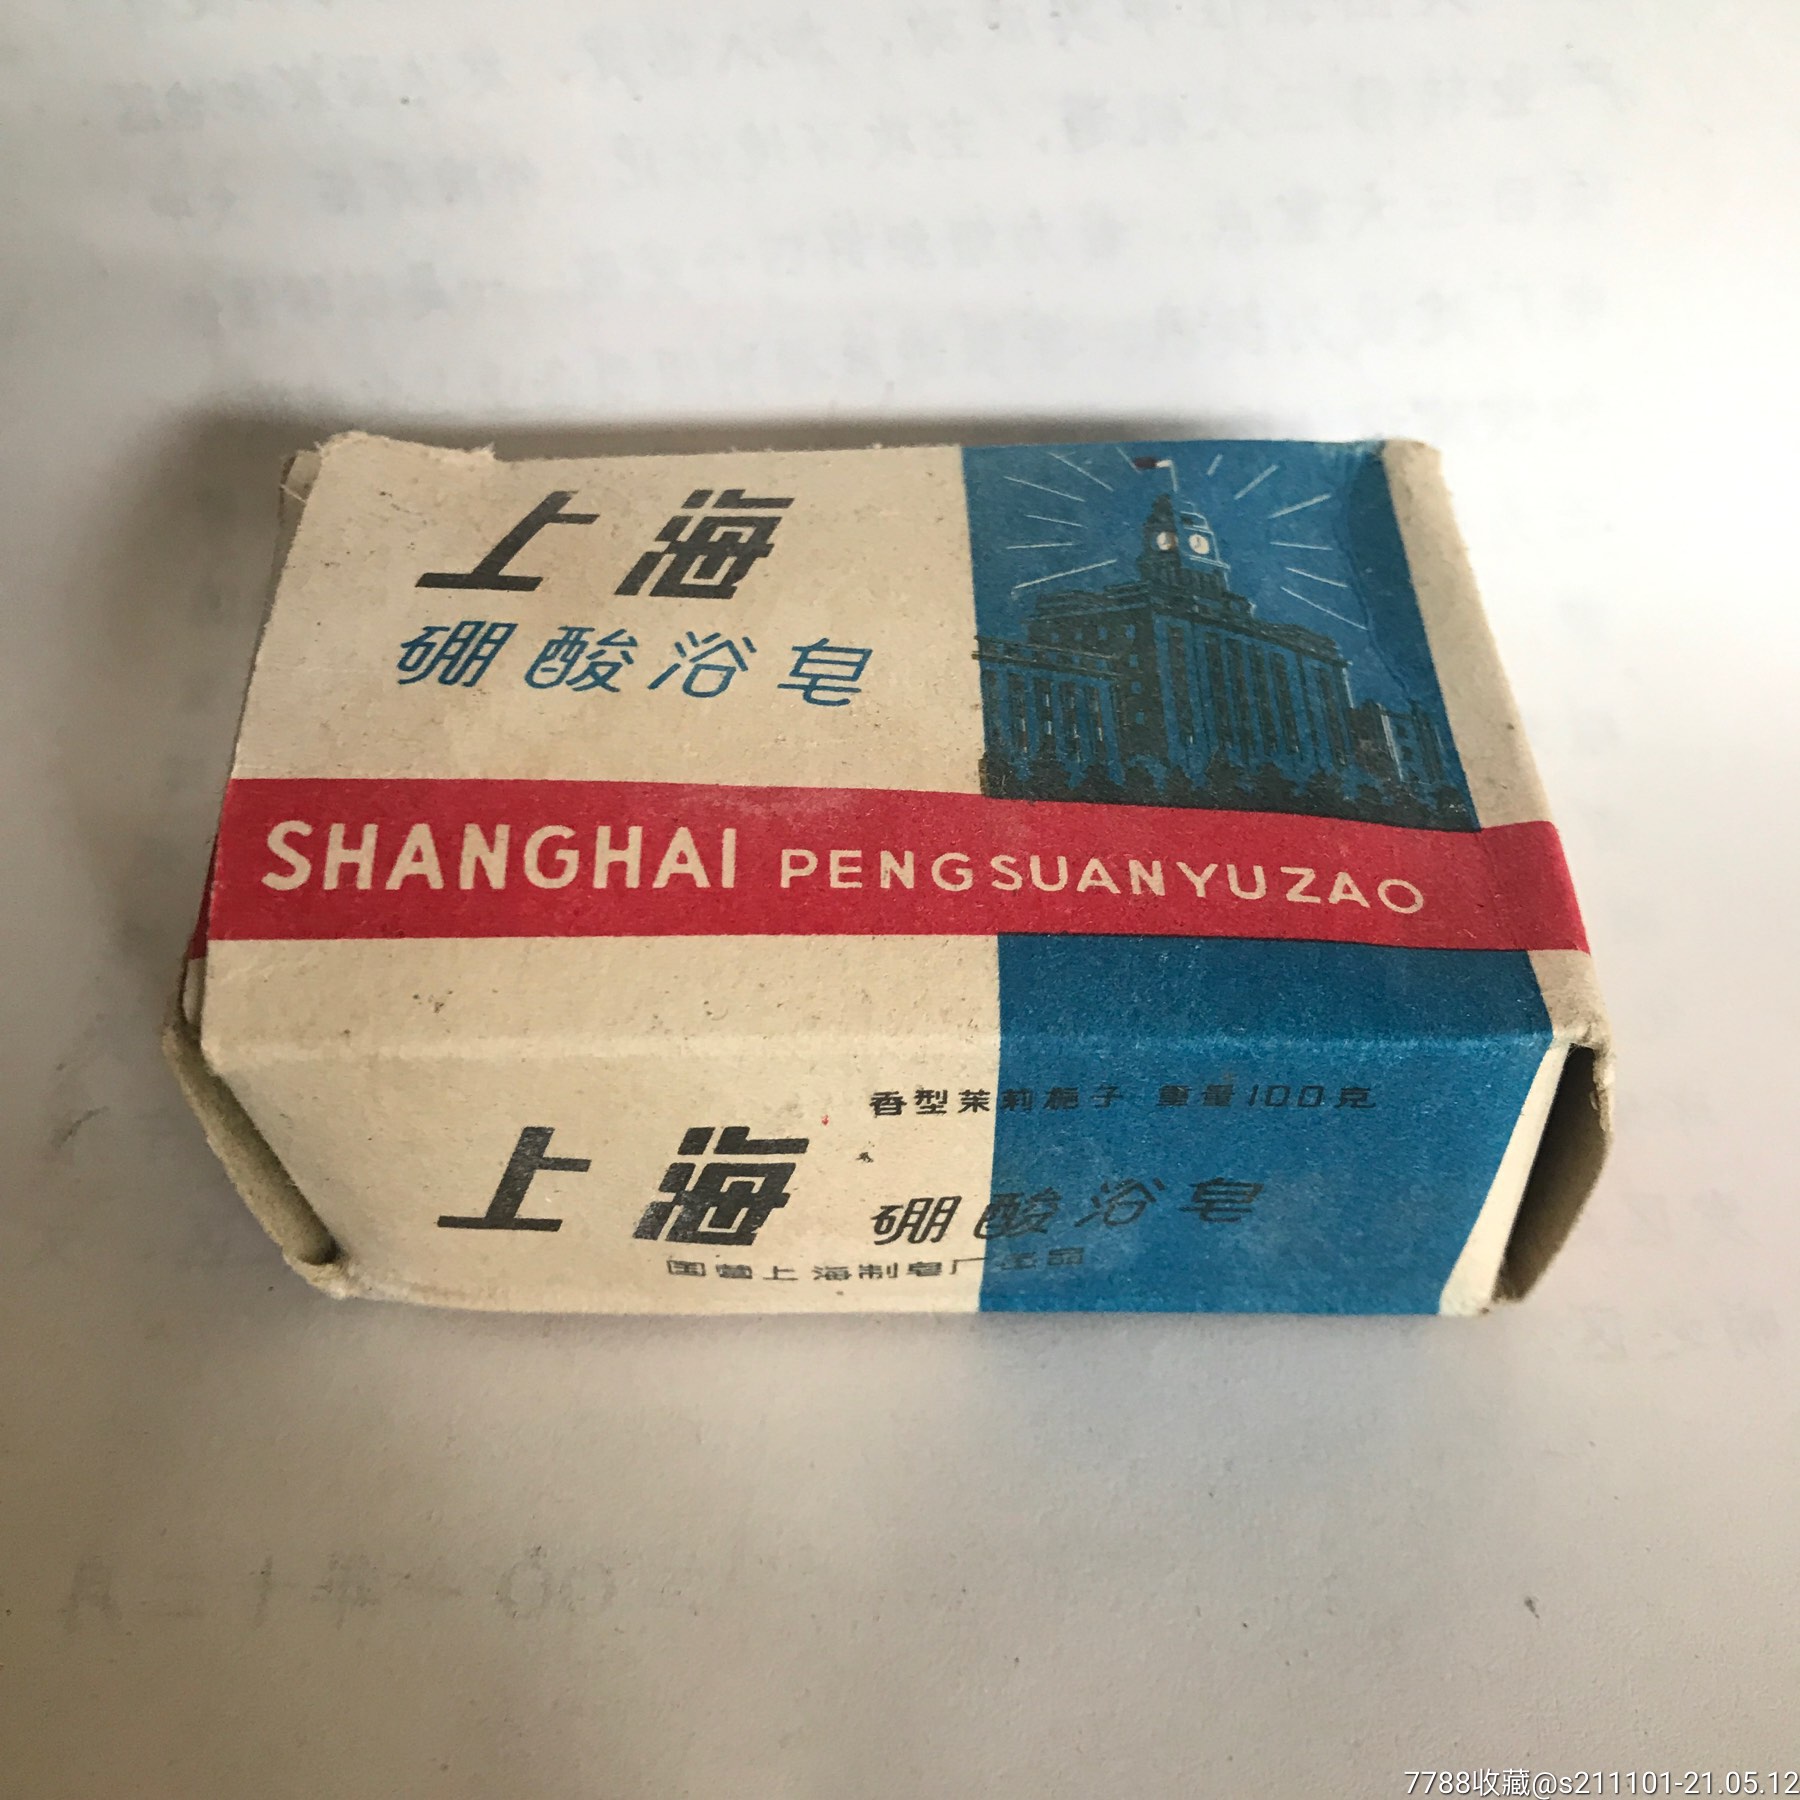 上海
硼酸浴皂
SHANGHAI PENGSUANYUZAO
香型茉莉栀子 重量100克
上海 硼酸浴皂
国营上海制皂厂出品
7788收藏@s211101-21.05.12